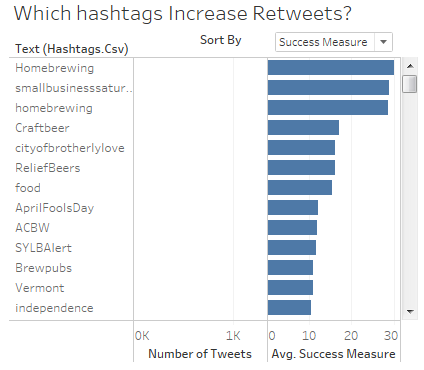 Which hashtags Increase Retweets?
Sort By
Success Measure
Text (Hashtags.Csv)
Homebrewing
smallbusinesssatur..
homebrewing
Craftbeer
cityofbrotherlylove
ReliefBeers
food
AprilFoolsDay
ACBW
SYLBAlert
Brewpubs
Vermont
independence
0K 1K 0 10 20 30
Number of Tweets Avg. Success Measure